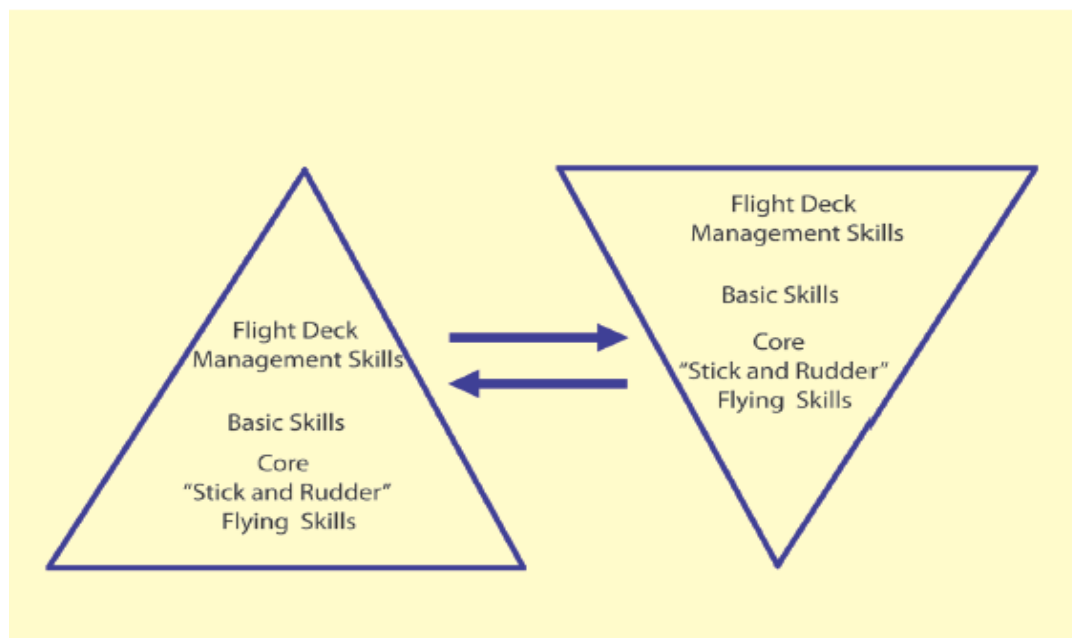 Flight Deck
Management Skills
Basic Skills
Core
“Stick and Rudder”
Flying Skills
Flight Deck
Management Skills
Basic Skills
Core
“Stick and Rudder”
Flying Skills